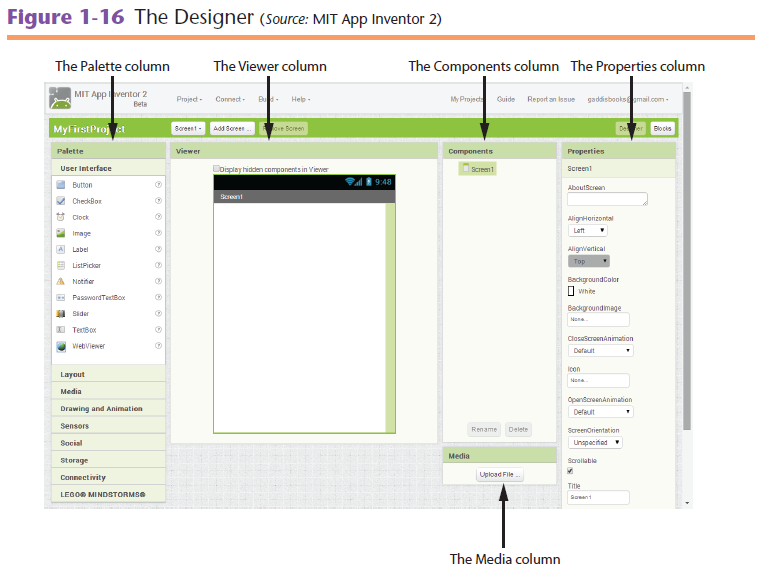 Figure 1-16 The Designer (Source: MIT App Inventor 2)
The Palette column
The Viewer column
The Components column
The Properties column
MIT App Inventor 2
Beta
Project
Connect
Build
Help
My Projects
Guide
Report an Issue
gaddisbooks@gmail.com
MyFirstProject
Screen1
Add Screen ...
Remove Screen
Designer
Blocks
Palette
User Interface
Button
CheckBox
Clock
Image
Label
ListPicker
Notifier
PasswordTextBox
Slider
TextBox
WebViewer
Layout
Media
Drawing and Animation
Sensors
Social
Storage
Connectivity
LEGO® MINDSTORMS®
Viewer
Display hidden components in Viewer
9:48
Screen1
Components
Screen1
Rename
Delete
Media
Upload File ...
Properties
Screen1
AboutScreen
AlignHorizontal
Left
AlignVertical
Top
BackgroundColor
White
BackgroundImage
None...
CloseScreenAnimation
Default
Icon
None...
OpenScreenAnimation
Default
ScreenOrientation
Unspecified
Scrollable
Title
Screen1
The Media column